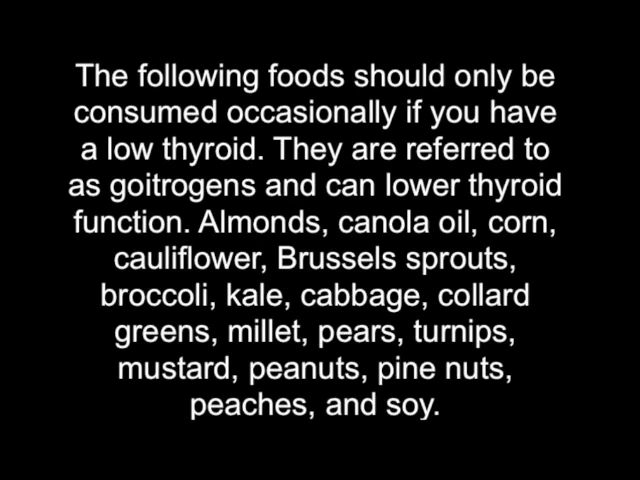 The following foods should only be
consumed occasionally if you have
a low thyroid. They are referred to
as goitrogens and can lower thyroid
function. Almonds, canola oil, corn,
cauliflower, Brussels sprouts,
broccoli, kale, cabbage, collard
greens, millet, pears, turnips,
mustard, peanuts, pine nuts,
peaches, and soy.